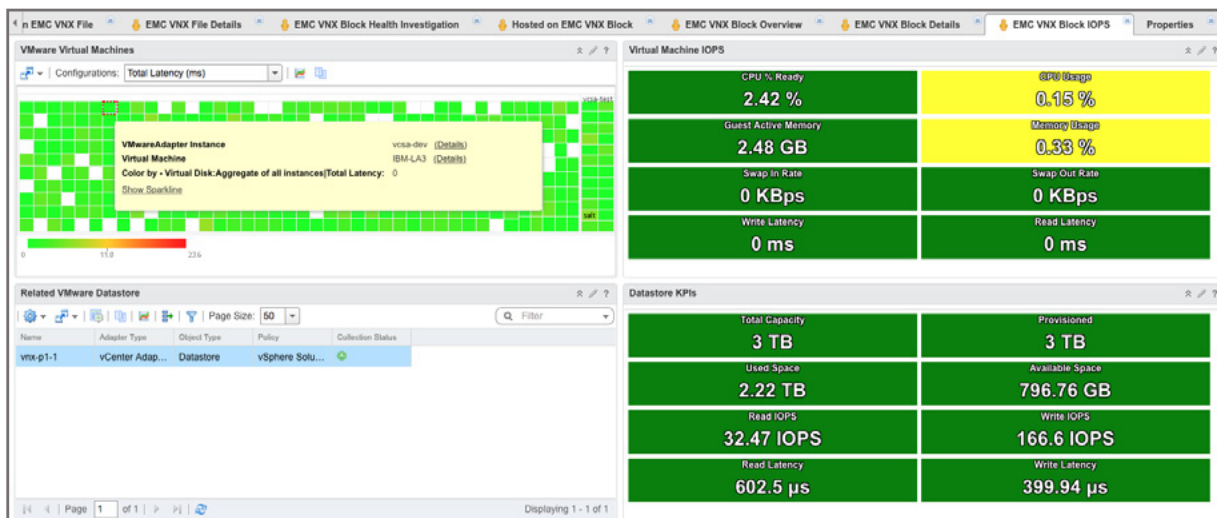 n EMC VNX File
EMC VNX File Details
EMC VNX Block Health Investigation
Hosted on EMC VNX Block
EMC VNX Block Overview
EMC VNX Block Details
EMC VNX Block IOPS
Properties
VMware Virtual Machines
Configurations: Total Latency (ms)
vcsa-test
VMwareAdapter Instance vcsa-dev (Details)
Virtual Machine IBM-LA3 (Details)
Color by - Virtual Disk:Aggregate of all instances|Total Latency: 0
Show Sparkline
salt
0 11.8 23.6
Virtual Machine IOPS
CPU % Ready
2.42 %
CPU Usage
0.15 %
Guest Active Memory
2.48 GB
Memory Usage
0.33 %
Swap In Rate
0 KBps
Swap Out Rate
0 KBps
Write Latency
0 ms
Read Latency
0 ms
Related VMware Datastore
Page Size: 50
Filter
Name Adapter Type Object Type Policy Collection Status
vnx-p1-1 vCenter Adap... Datastore vSphere Solu...
Page 1 of 1
Displaying 1 - 1 of 1
Datastore KPIs
Total Capacity
3 TB
Provisioned
3 TB
Used Space
2.22 TB
Available Space
796.76 GB
Read IOPS
32.47 IOPS
Write IOPS
166.6 IOPS
Read Latency
602.5 µs
Write Latency
399.94 µs